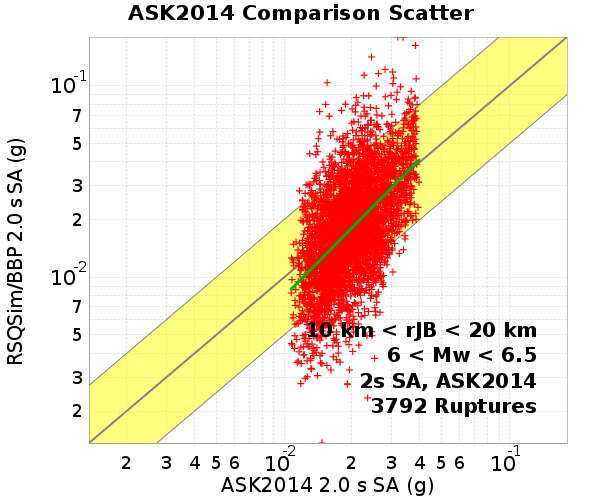 ASK2014 Comparison Scatter
RSQSim/BBP 2.0 s SA (g)
10-1
7
5
3
2
10-2
7
5
3
2
10 km < rJB < 20 km
6 < Mw < 6.5
2s SA, ASK2014
3792 Ruptures
2 3 4 5 6 10-2 2 3 4 5 6 10-1
ASK2014 2.0 s SA (g)